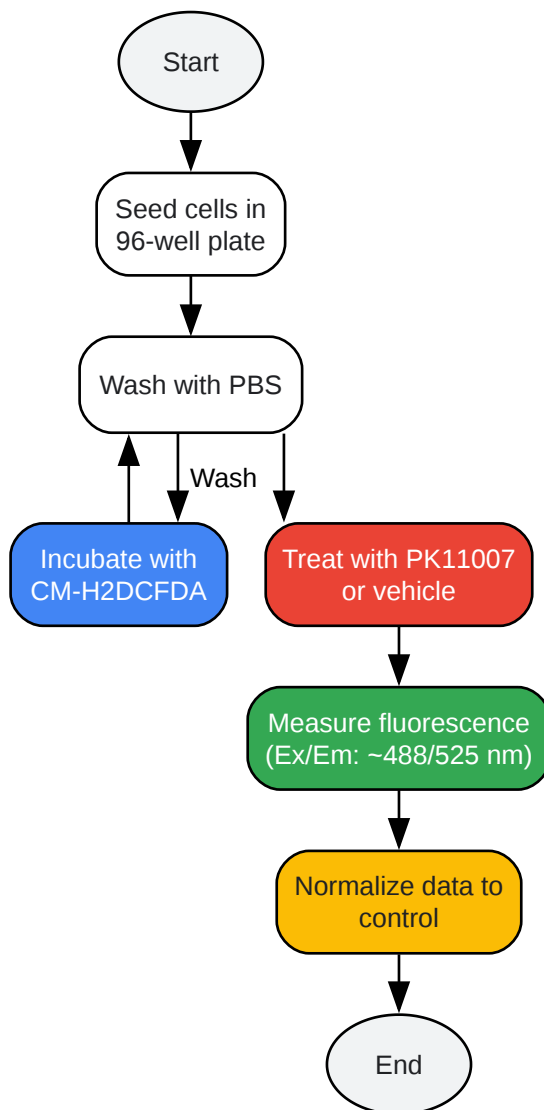 Start
Seed cells in
96-well plate
Wash with PBS
Wash
Incubate with
CM-H2DCFDA
Treat with PK11007
or vehicle
Measure fluorescence
(Ex/Em: ~488/525 nm)
Normalize data to
control
End